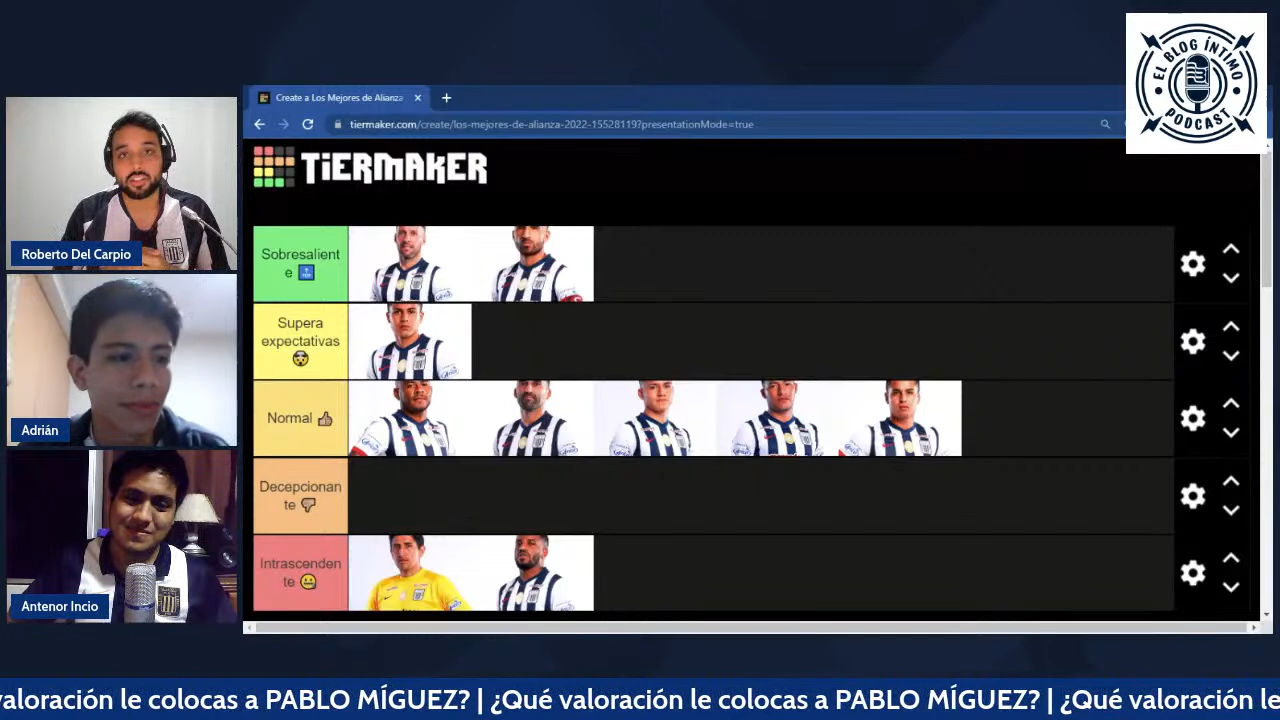 EL BLOG ÍNTIMO
PODCAST
Create a Los Mejores de Alianza
tiermaker.com/create/los-mejores-de-alianza-2022-15528119?presentationMode=true
TiERMAKER
Roberto Del Carpio
Adrián
Antenor Incio
Sobresalient
e
Supera
expectativas
Normal
Decepcionan
te
Intrascenden
te
valoración le colocas a PABLO MÍGUEZ? | ¿Qué valoración le colocas a PABLO MÍGUEZ? | ¿Qué valoración le